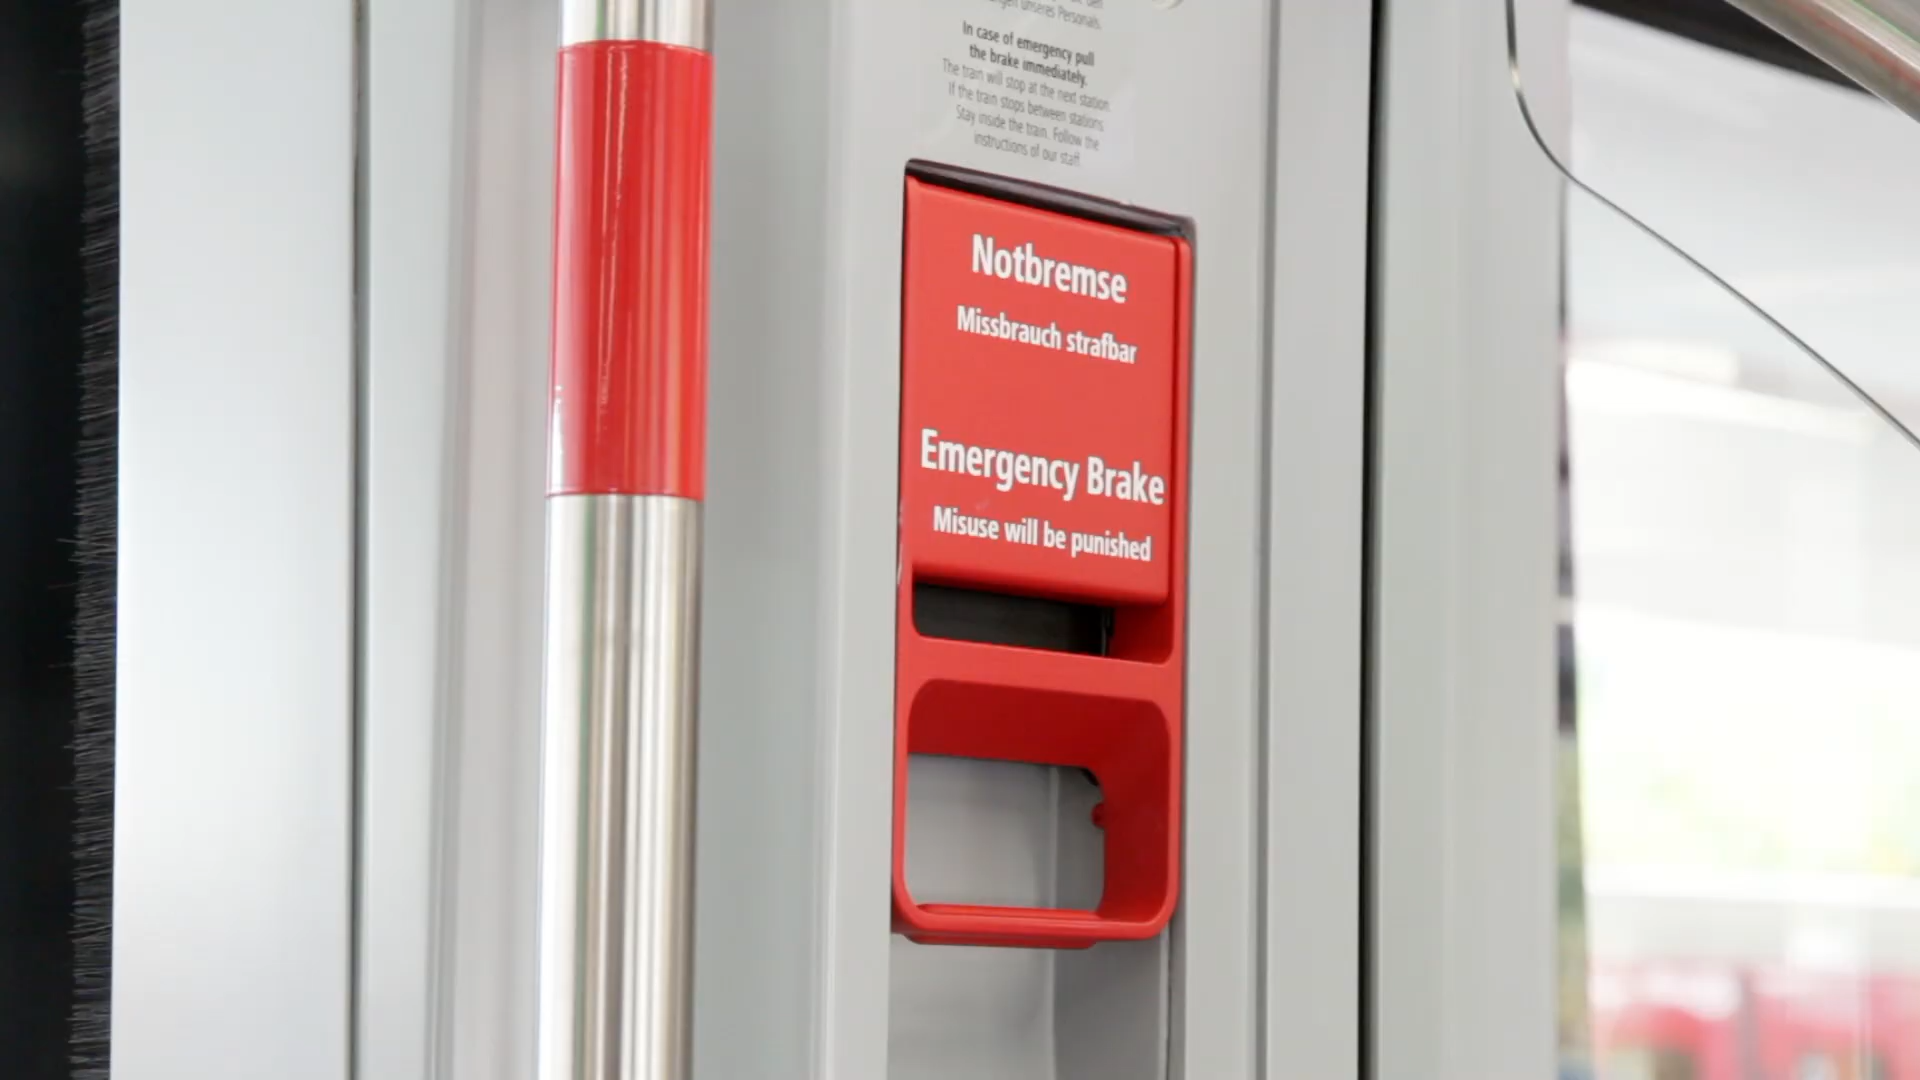 unseres Personals.
In case of emergency pull
the brake immediately.
The train will stop at the next station
If the train stops between stations
Stay inside the train. Follow the
instructions of our staff.
Notbremse
Missbrauch strafbar
Emergency Brake
Misuse will be punished